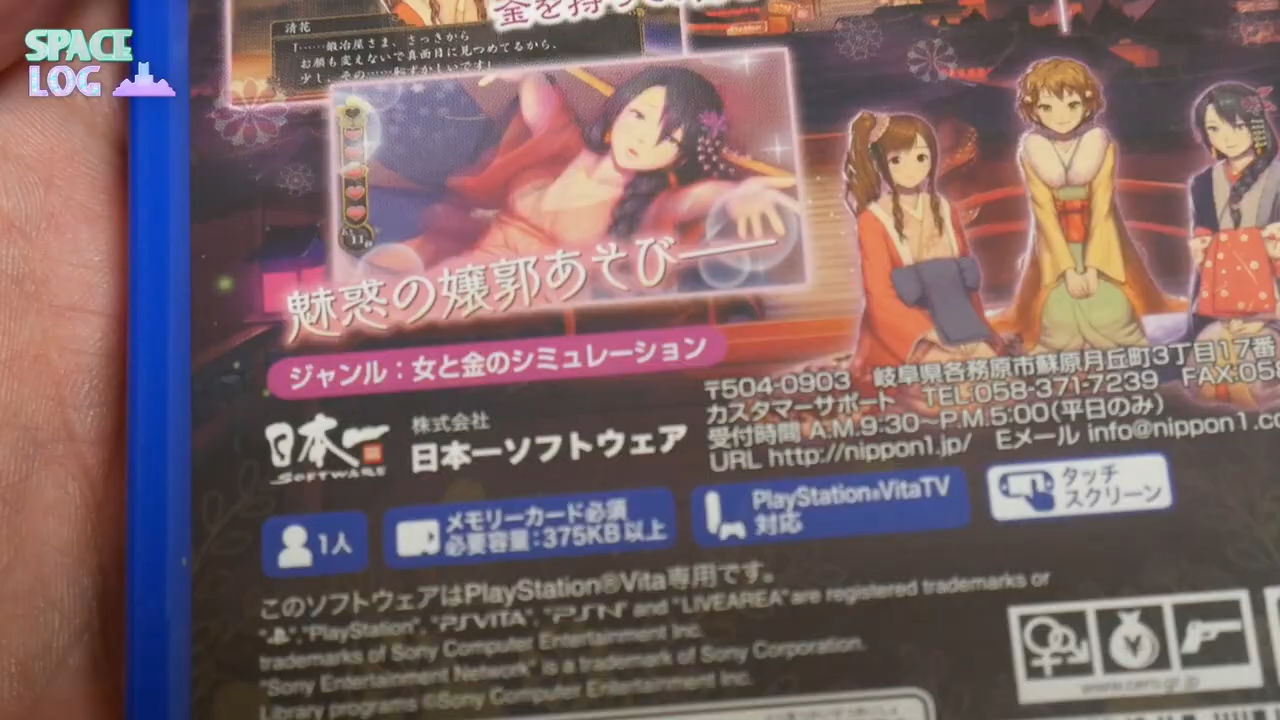 SPACE
LOG
金を持って
清花
「……鍛冶屋さま、さっきから
お顔も変えないで真面目に見つめてるから、
少し、その……恥ずかしいです」
魅惑の嬢郭あそび――
ジャンル：女と金のシミュレーション
日本一
SOFTWARE
株式会社
日本一ソフトウェア
〒504-0903 岐阜県各務原市蘇原月丘町3丁目17番
カスタマーサポート TEL:058-371-7239 FAX:058
受付時間 A.M.9:30～P.M.5:00(平日のみ)
URL http://nippon1.jp/ Eメール info@nippon1.co
1人
メモリーカード必須
必要容量:375KB以上
PlayStation®VitaTV
対応
タッチ
スクリーン
このソフトウェアはPlayStation®Vita専用です。
"PlayStation", "PSVITA", "PSN" and "LIVEAREA" are registered trademarks or
trademarks of Sony Computer Entertainment Inc.
"Sony Entertainment Network" is a trademark of Sony Corporation.
Library programs ©Sony Computer Entertainment Inc.
www.cero.gr.jp